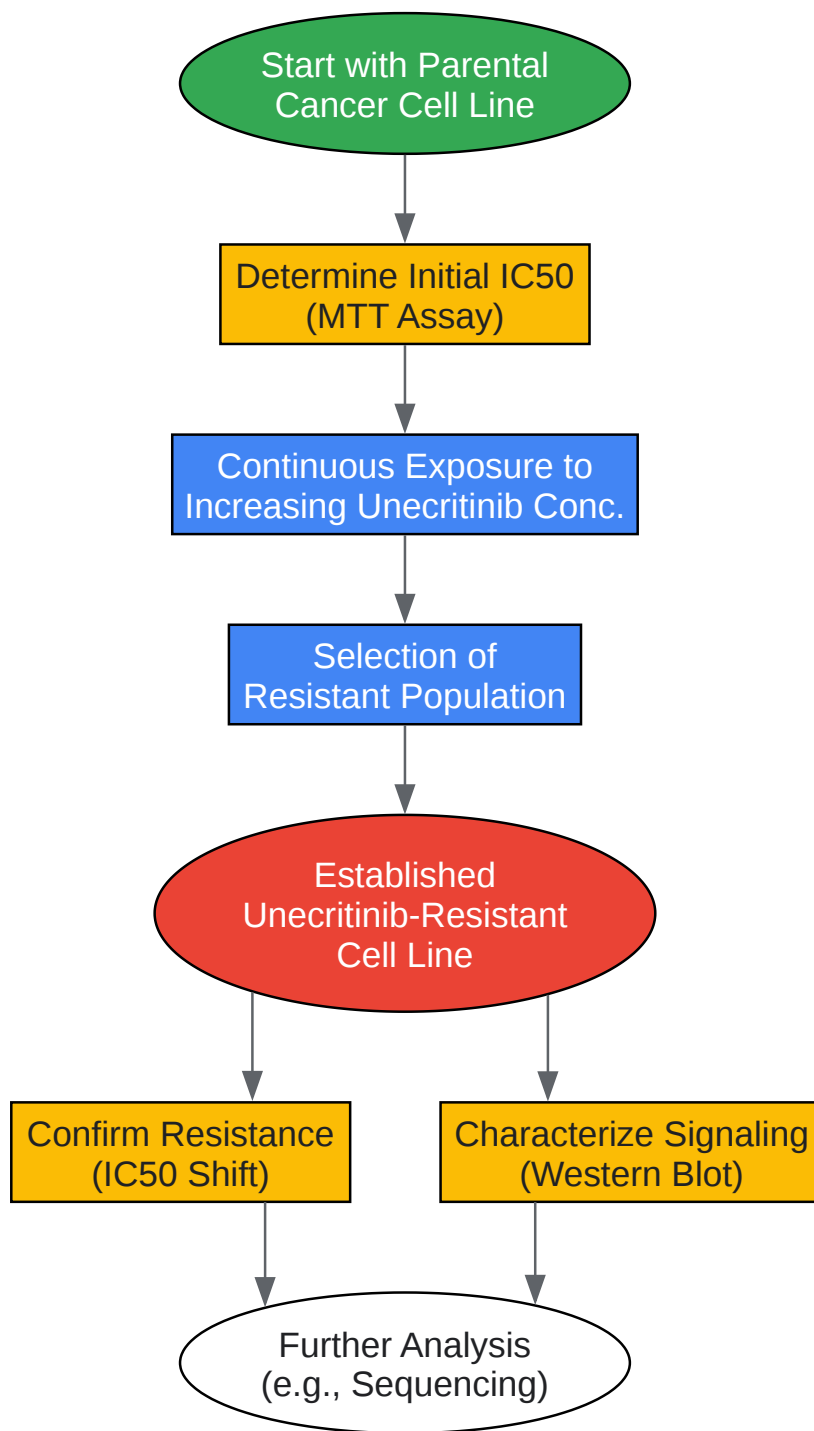 Start with Parental
Cancer Cell Line
Determine Initial IC50
(MTT Assay)
Continuous Exposure to
Increasing Unecritinib Conc.
Selection of
Resistant Population
Established
Unecritinib-Resistant
Cell Line
Confirm Resistance
(IC50 Shift)
Characterize Signaling
(Western Blot)
Further Analysis
(e.g., Sequencing)